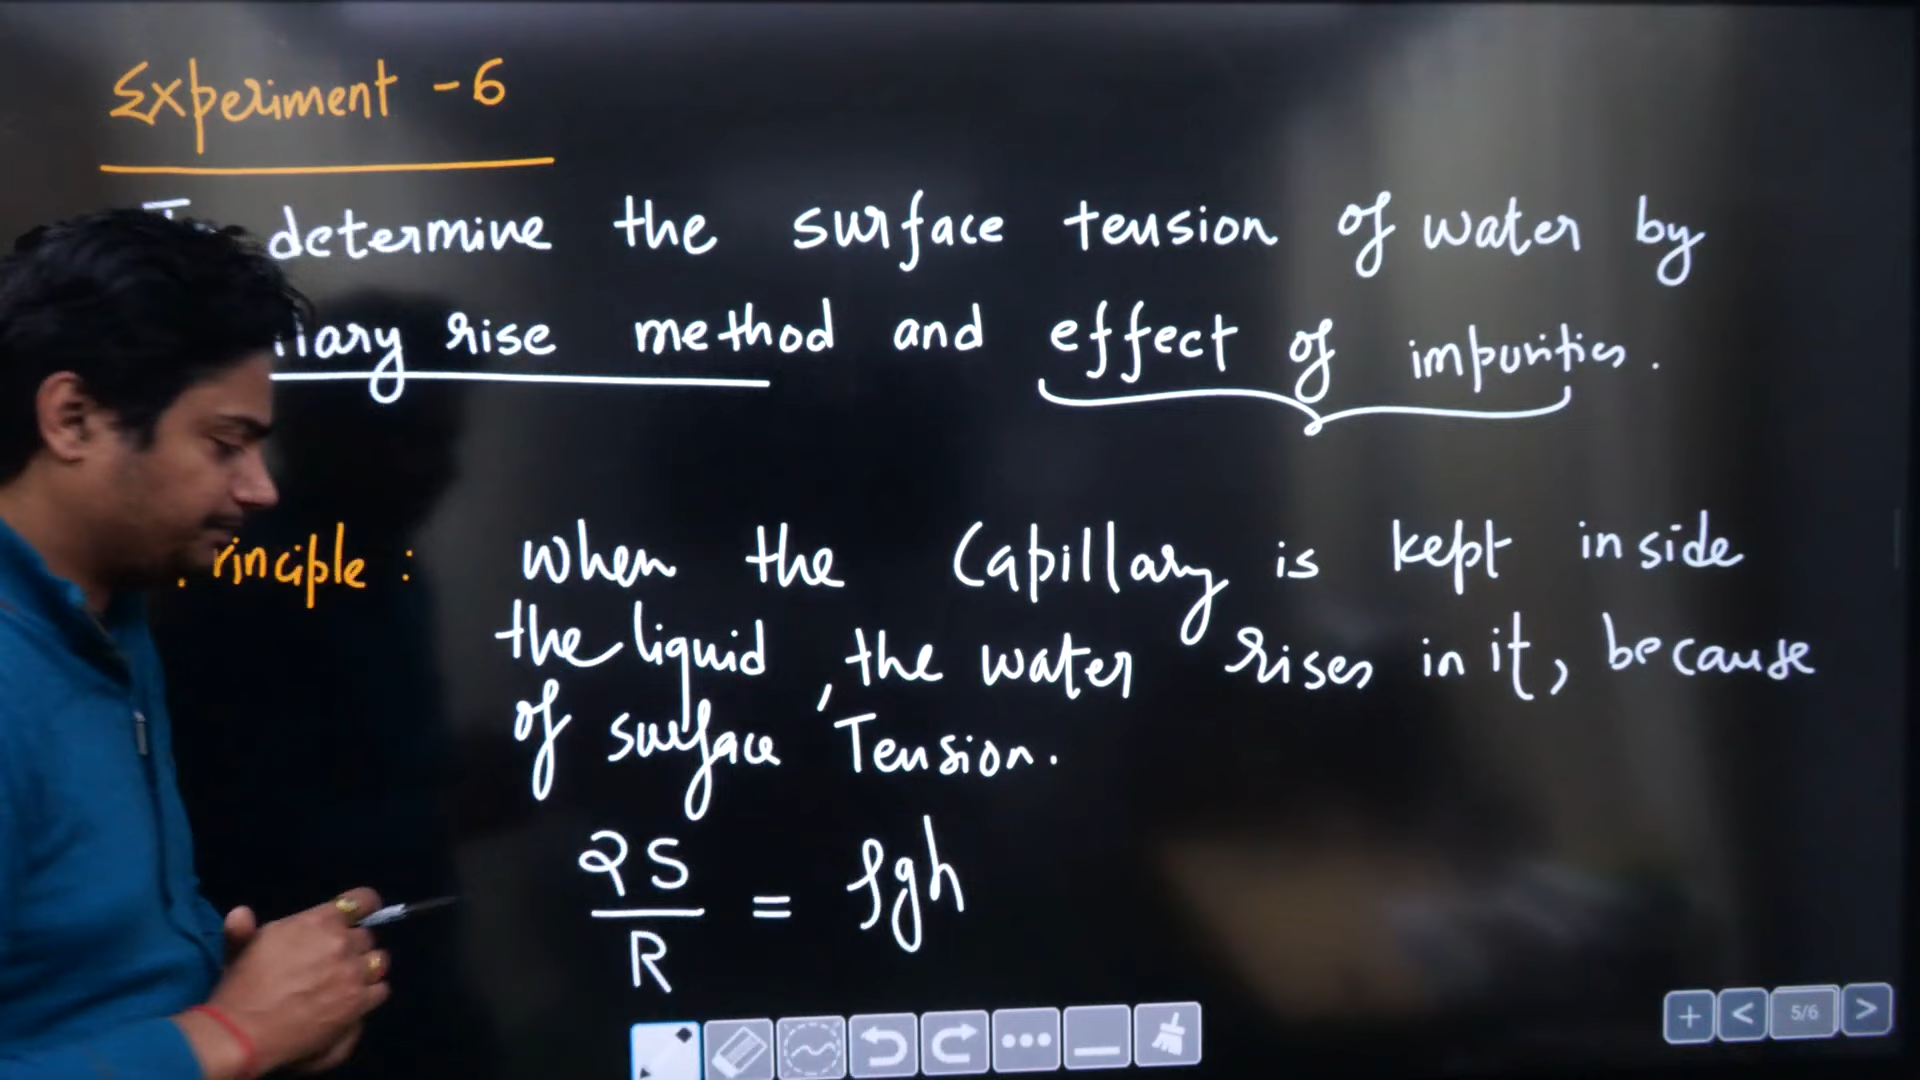 Experiment - 6
determine the surface tension of water by
rise method and effect of impurities.
: When the Capillary is kept inside
the liquid, the water rises in it, because
of surface Tension.
2S/R = ρgh
5/6